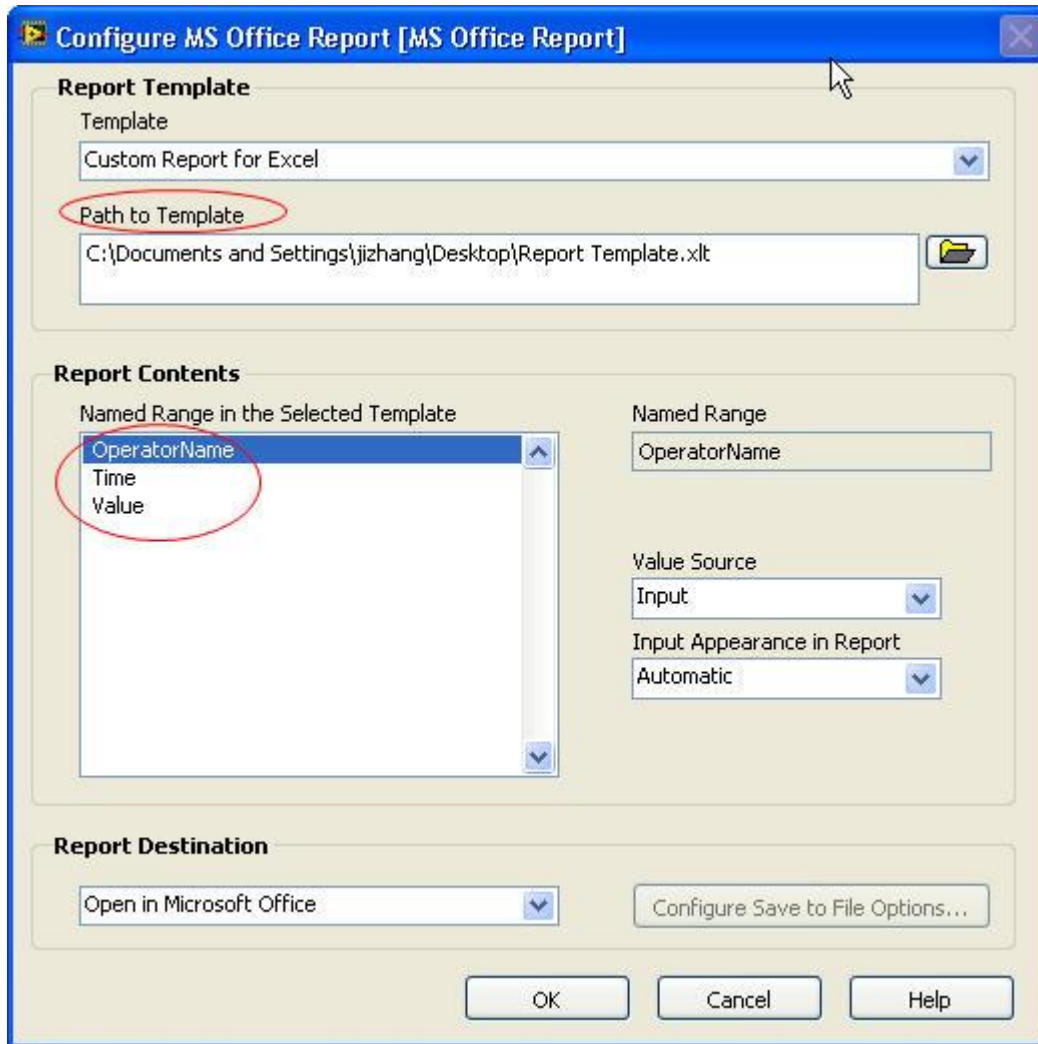 Configure MS Office Report [MS Office Report]
Report Template
Template
Custom Report for Excel
Path to Template
C:\Documents and Settings\jizhang\Desktop\Report Template.xlt
Report Contents
Named Range in the Selected Template
OperatorName
Time
Value
Named Range
OperatorName
Value Source
Input
Input Appearance in Report
Automatic
Report Destination
Open in Microsoft Office
Configure Save to File Options...
OK
Cancel
Help